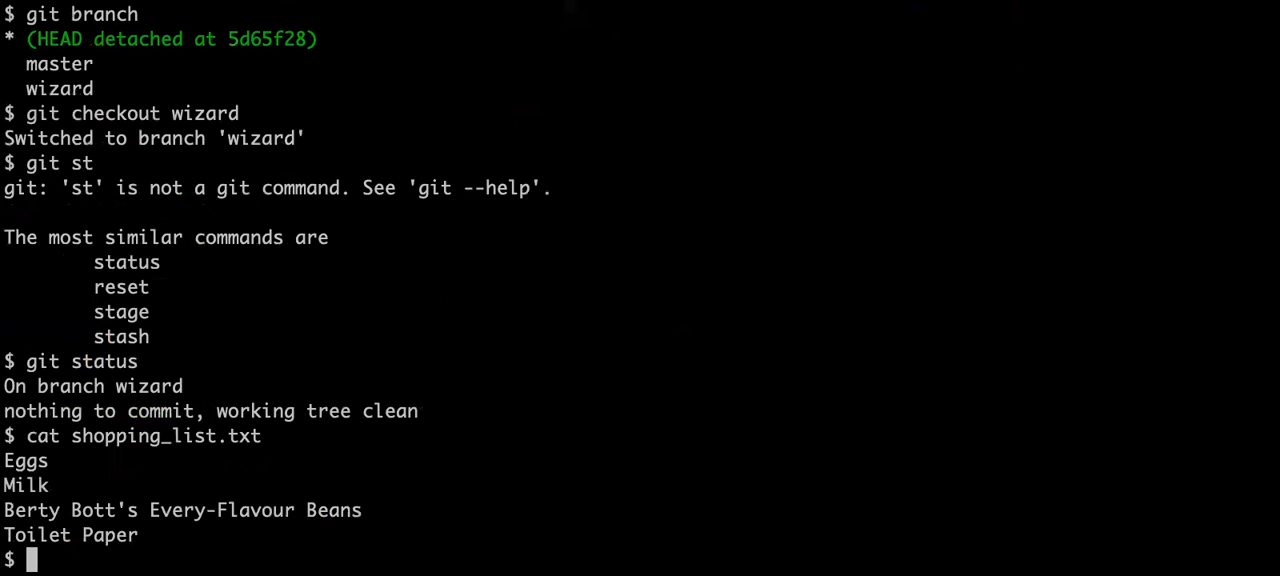 $ git branch
* (HEAD detached at 5d65f28)
  master
  wizard
$ git checkout wizard
Switched to branch 'wizard'
$ git st
git: 'st' is not a git command. See 'git --help'.

The most similar commands are
        status
        reset
        stage
        stash
$ git status
On branch wizard
nothing to commit, working tree clean
$ cat shopping_list.txt
Eggs
Milk
Berty Bott's Every-Flavour Beans
Toilet Paper
$